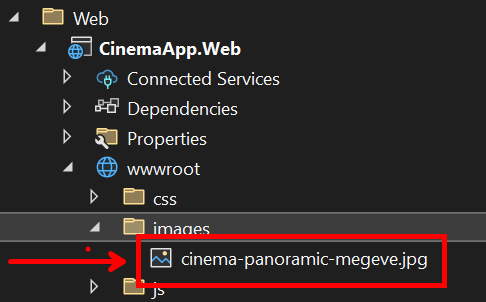 Web
CinemaApp.Web
Connected Services
Dependencies
Properties
wwwroot
css
images
cinema-panoramic-megeve.jpg
js